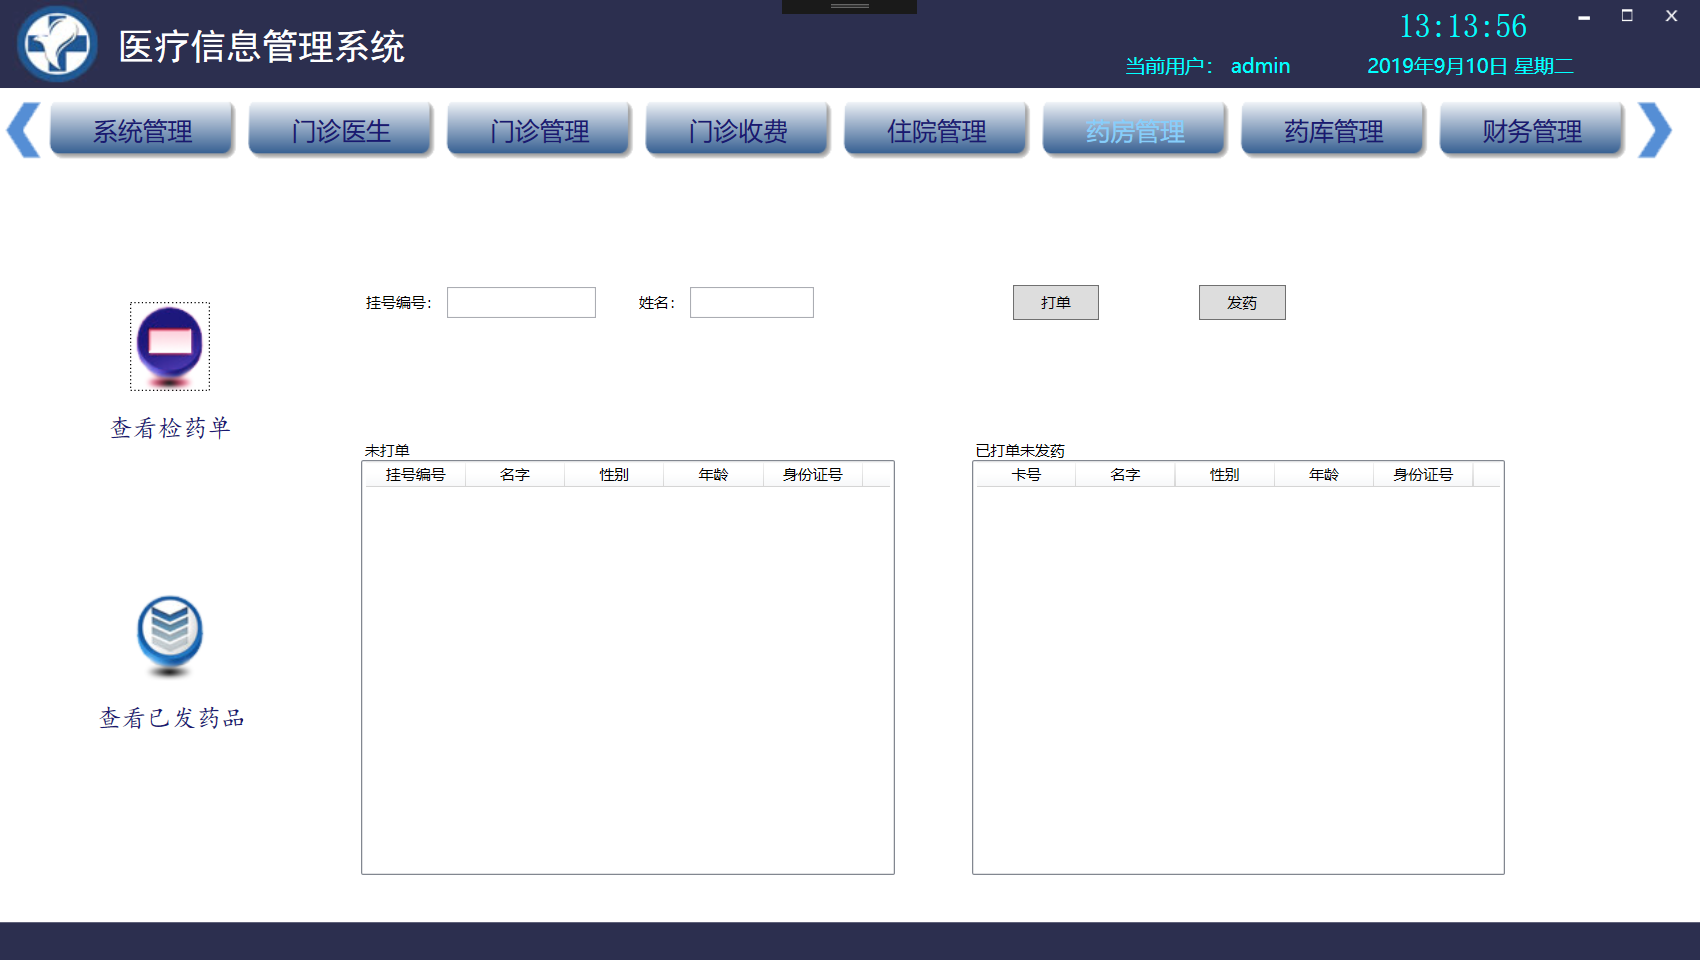 医疗信息管理系统
13:13:56
当前用户： admin
2019年9月10日 星期二
系统管理 门诊医生 门诊管理 门诊收费 住院管理 药房管理 药库管理 财务管理
挂号编号： 姓名： 打单 发药
查看检药单
未打单 已打单未发药
挂号编号 名字 性别 年龄 身份证号 卡号 名字 性别 年龄 身份证号
查看已发药品